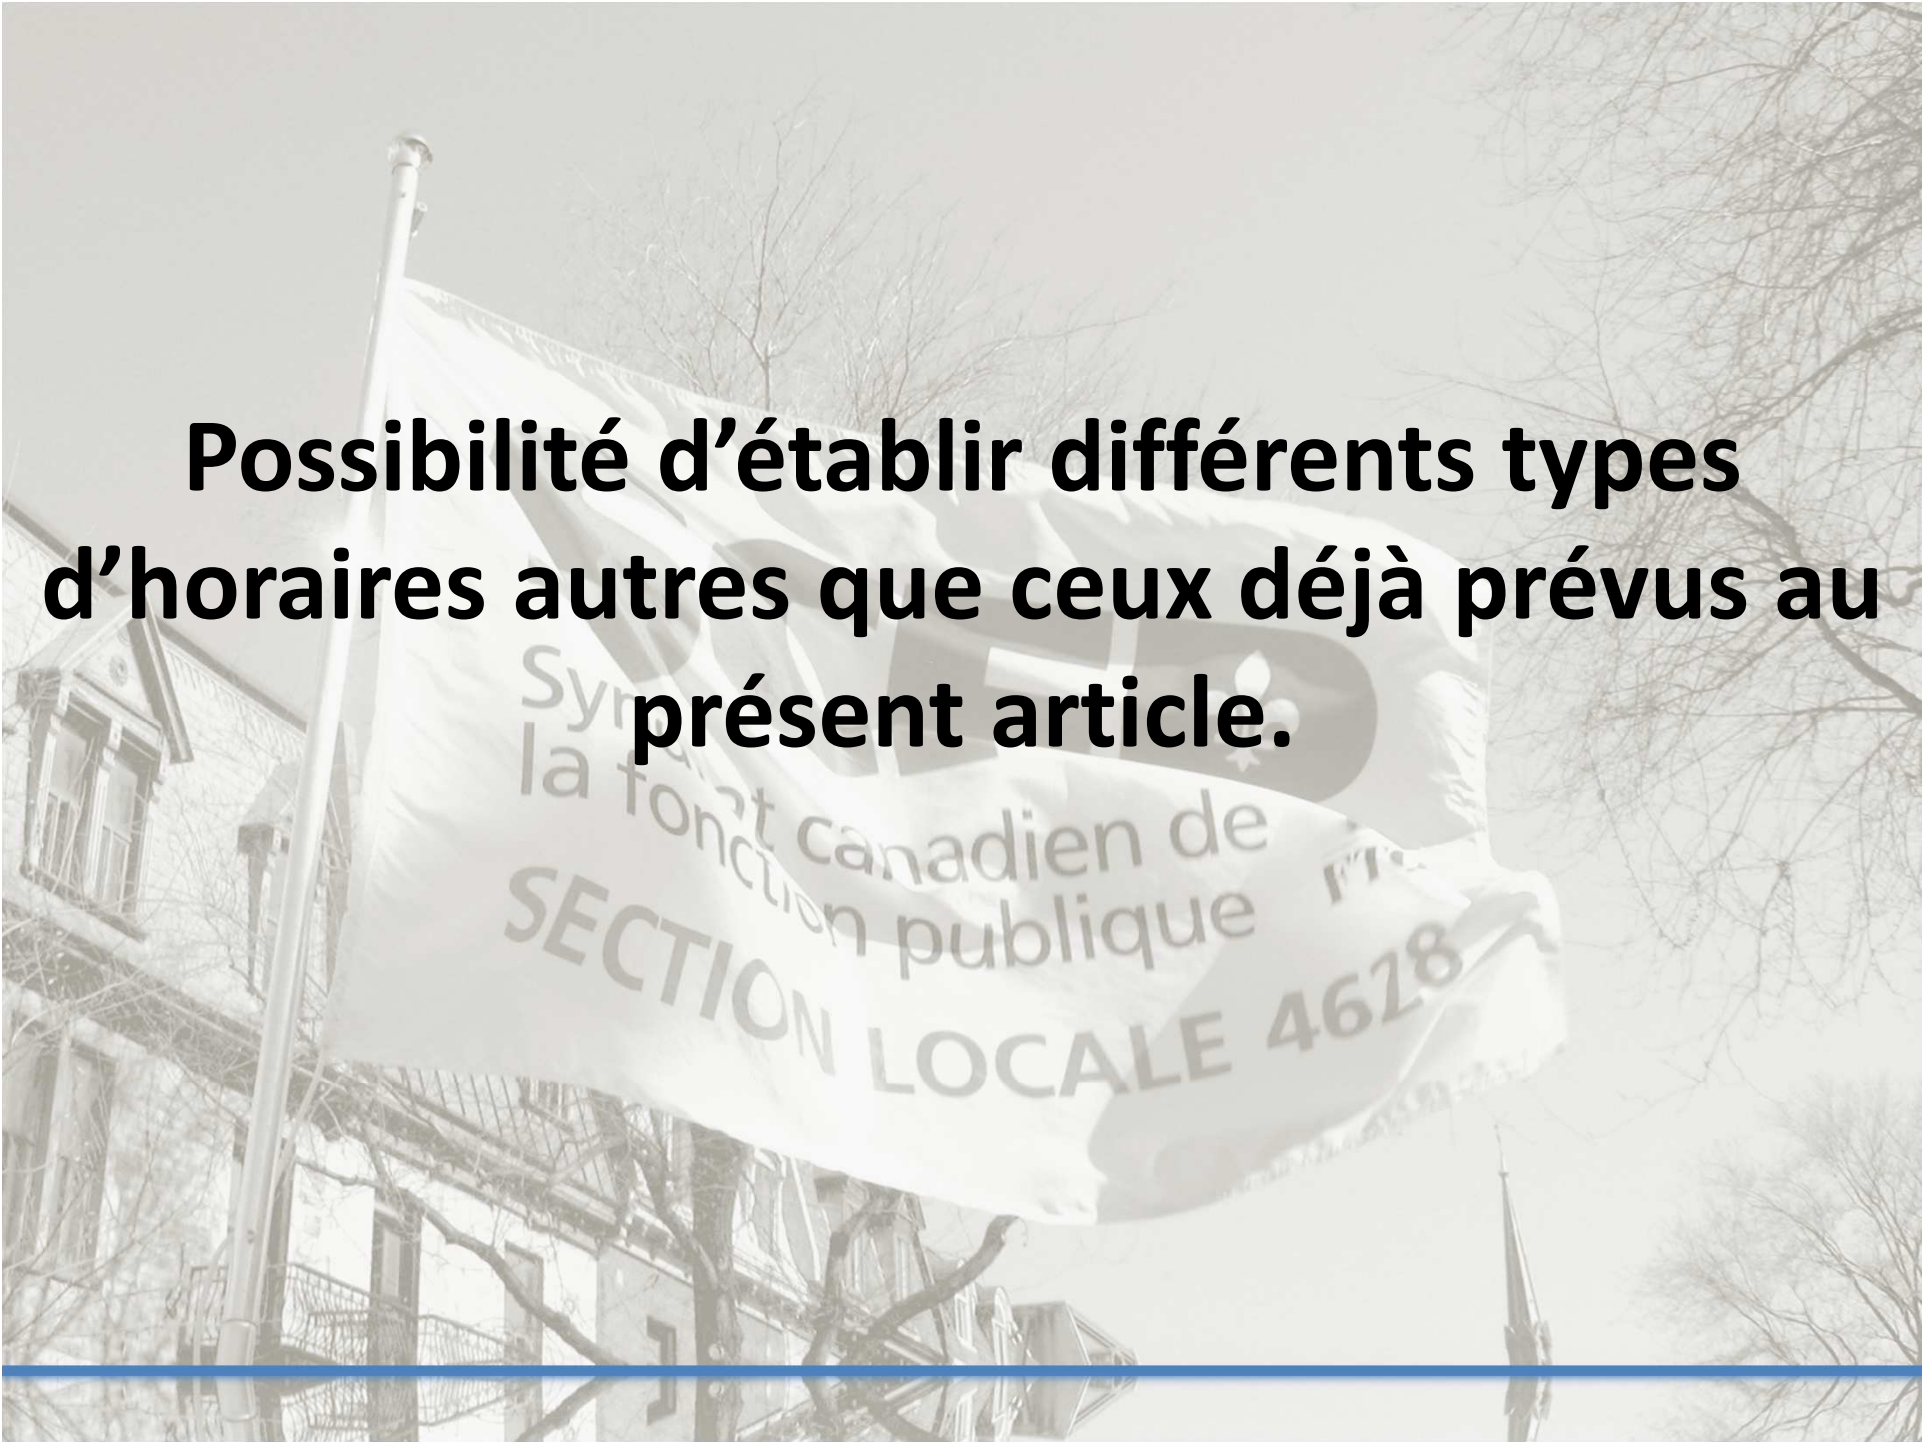 Possibilité d’établir différents types
d’horaires autres que ceux déjà prévus au
présent article.
canadien de
la fonction publique
SECTION LOCALE 4628